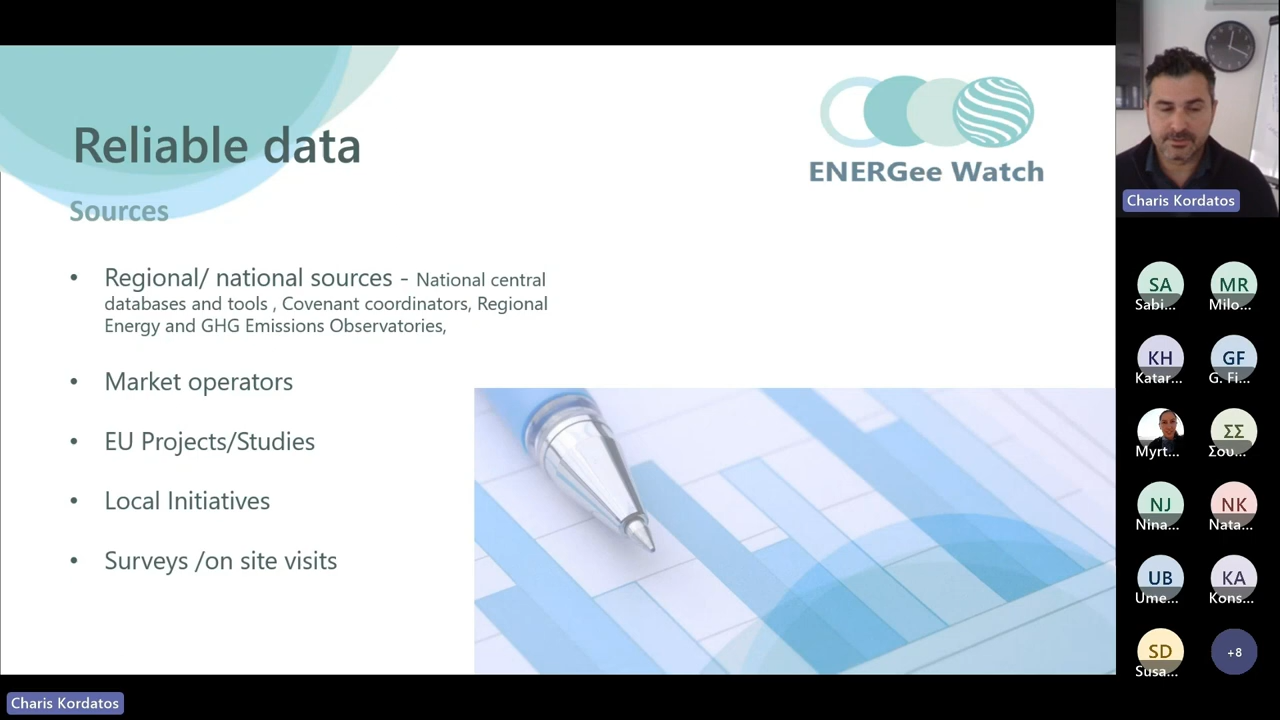 Reliable data
ENERGee Watch
Sources
• Regional/ national sources - National central
databases and tools , Covenant coordinators, Regional
Energy and GHG Emissions Observatories,
• Market operators
• EU Projects/Studies
• Local Initiatives
• Surveys /on site visits
Charis Kordatos
SA
Sabi...
MR
Milo...
KH
Katar...
GF
G. Fi...
Myrt...
ΣΣ
Σου...
NJ
Nina...
NK
Nata...
UB
Ume...
KA
Kons...
SD
Susa...
+8
Charis Kordatos